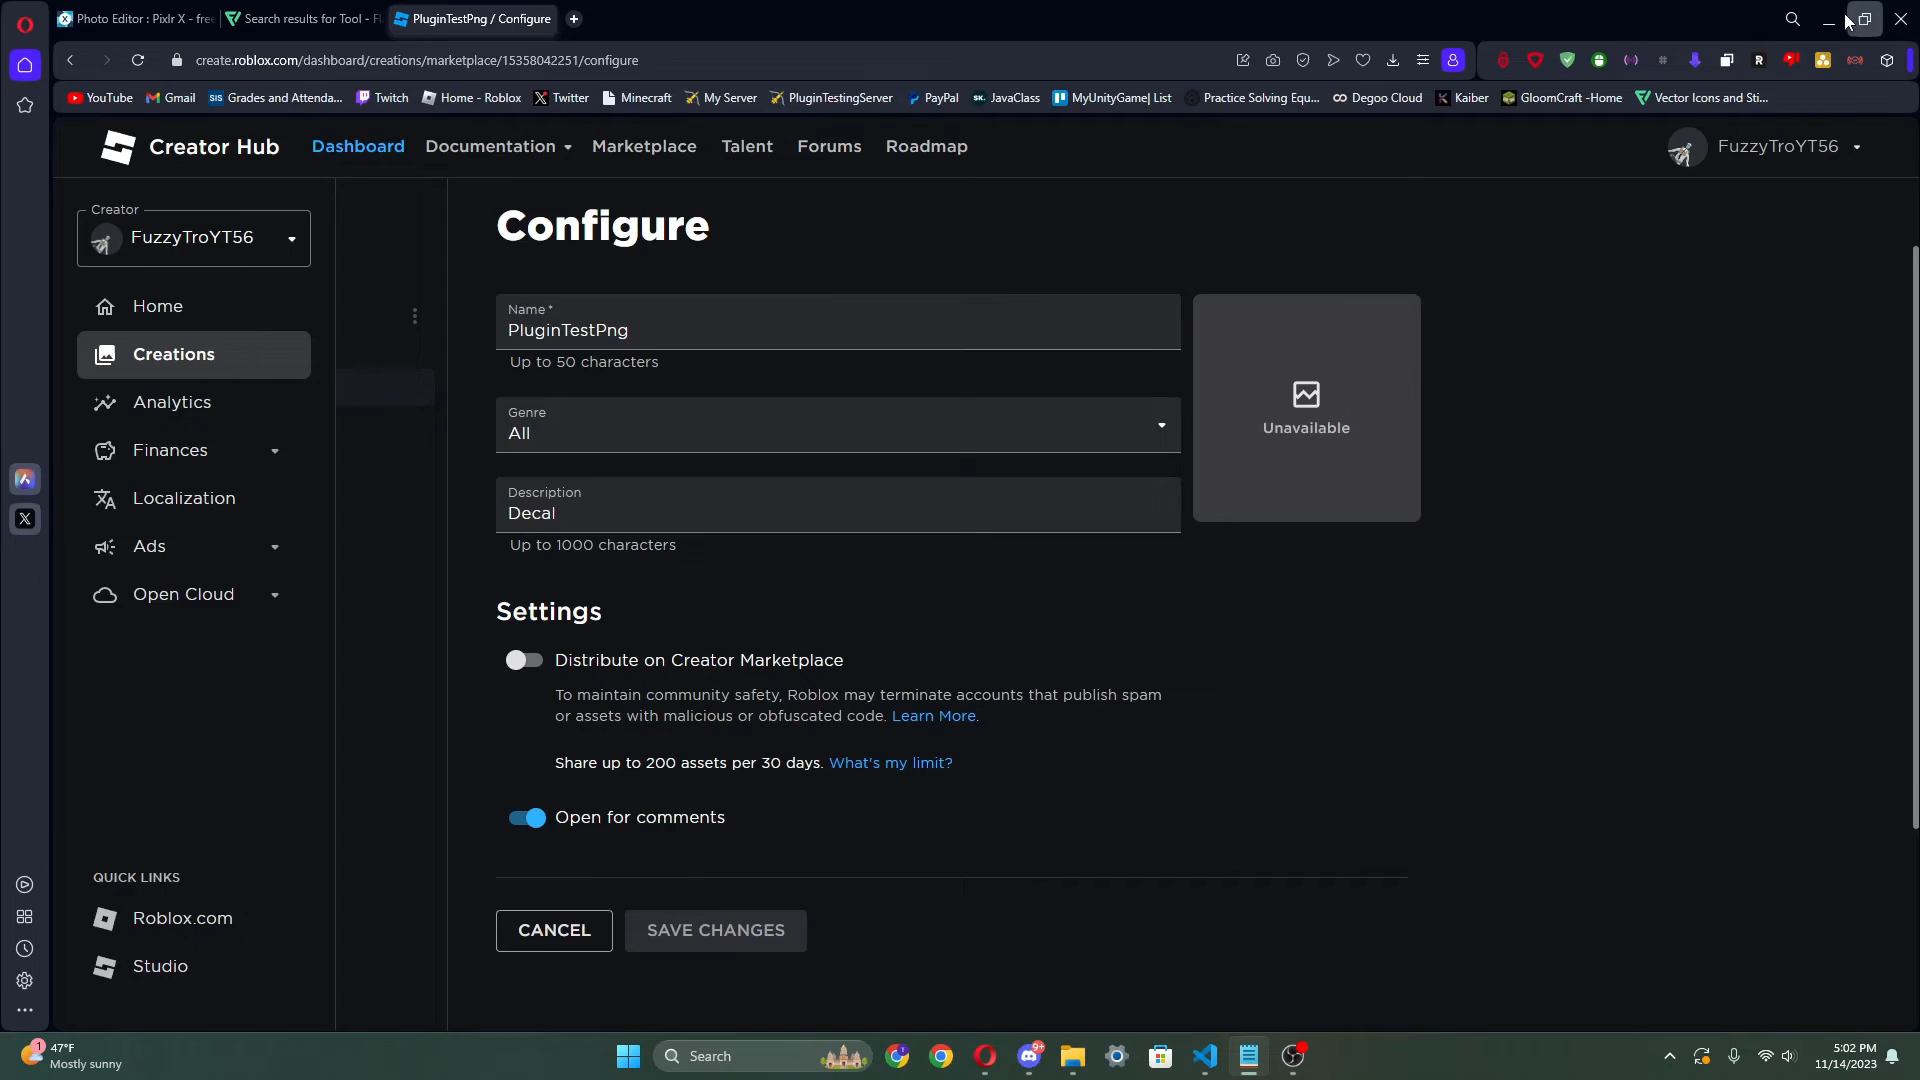 Photo Editor : Pixlr X - free
Search results for Tool - Fl
PluginTestPng / Configure
create.roblox.com/dashboard/creations/marketplace/15358042251/configure
YouTube
Gmail
SIS Grades and Attenda...
Twitch
Home - Roblox
Twitter
Minecraft
My Server
PluginTestingServer
PayPal
SK. JavaClass
MyUnityGame| List
Practice Solving Equ...
Degoo Cloud
Kaiber
GloomCraft -Home
Vector Icons and Sti...
Creator Hub
Dashboard
Documentation
Marketplace
Talent
Forums
Roadmap
FuzzyTroYT56
Creator
FuzzyTroYT56
Home
Creations
Analytics
Finances
Localization
Ads
Open Cloud
QUICK LINKS
Roblox.com
Studio
Configure
Name*
PluginTestPng
Up to 50 characters
Genre
All
Description
Decal
Up to 1000 characters
Unavailable
Settings
Distribute on Creator Marketplace
To maintain community safety, Roblox may terminate accounts that publish spam
or assets with malicious or obfuscated code. Learn More.
Share up to 200 assets per 30 days. What's my limit?
Open for comments
CANCEL
SAVE CHANGES
1
47°F
Mostly sunny
Search
9+
5:02 PM
11/14/2023